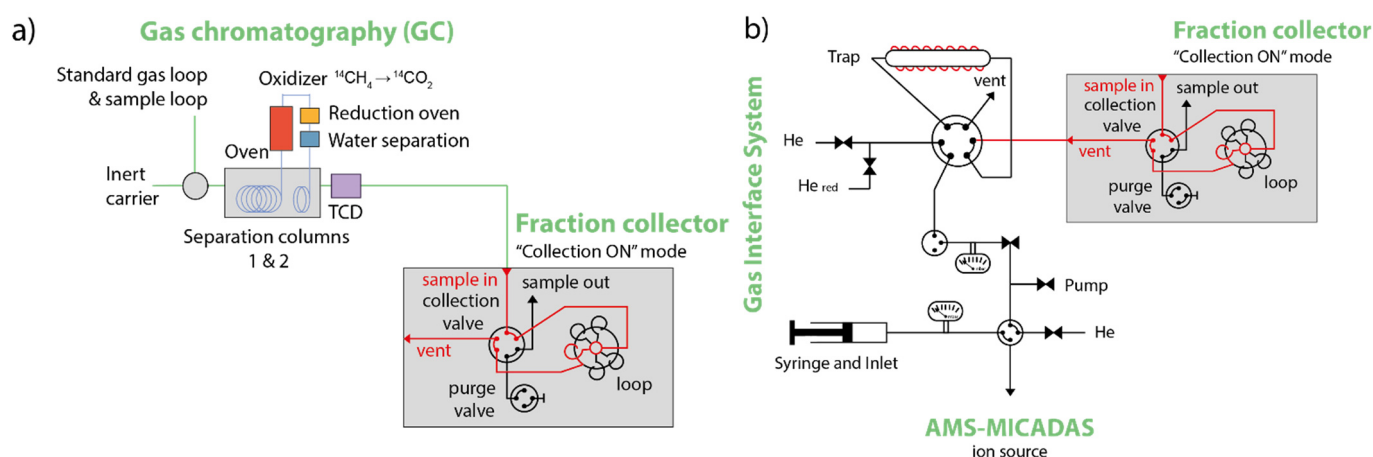 a)
Gas chromatography (GC)
Standard gas loop
& sample loop
Oxidizer ¹⁴CH₄→¹⁴CO₂
Reduction oven
Water separation
Oven
Inert
carrier
TCD
Separation columns
1 & 2
Fraction collector
"Collection ON" mode
sample in
sample out
collection
valve
vent
loop
purge
valve
b)
Gas Interface System
Trap
vent
He
He red
Fraction collector
"Collection ON" mode
sample in
sample out
collection
valve
vent
loop
purge
valve
Pump
He
Syringe and Inlet
AMS-MICADAS
ion source